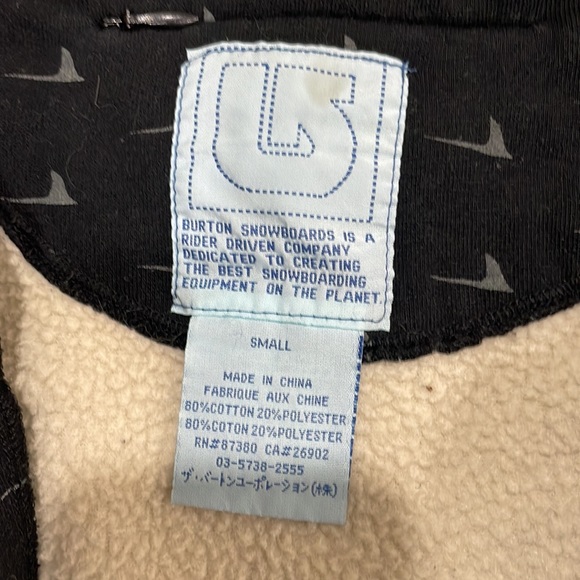 BURTON SNOWBOARDS IS A
RIDER DRIVEN COMPANY
DEDICATED TO CREATING
THE BEST SNOWBOARDING
EQUIPMENT ON THE PLANET.
SMALL
MADE IN CHINA
FABRIQUE AUX CHINE
80%COTTON 20%POLYESTER
80%COTON 20%POLYESTER
RN#87380 CA#26902
03-5738-2555
ザ・バートンコーポレーション(株)